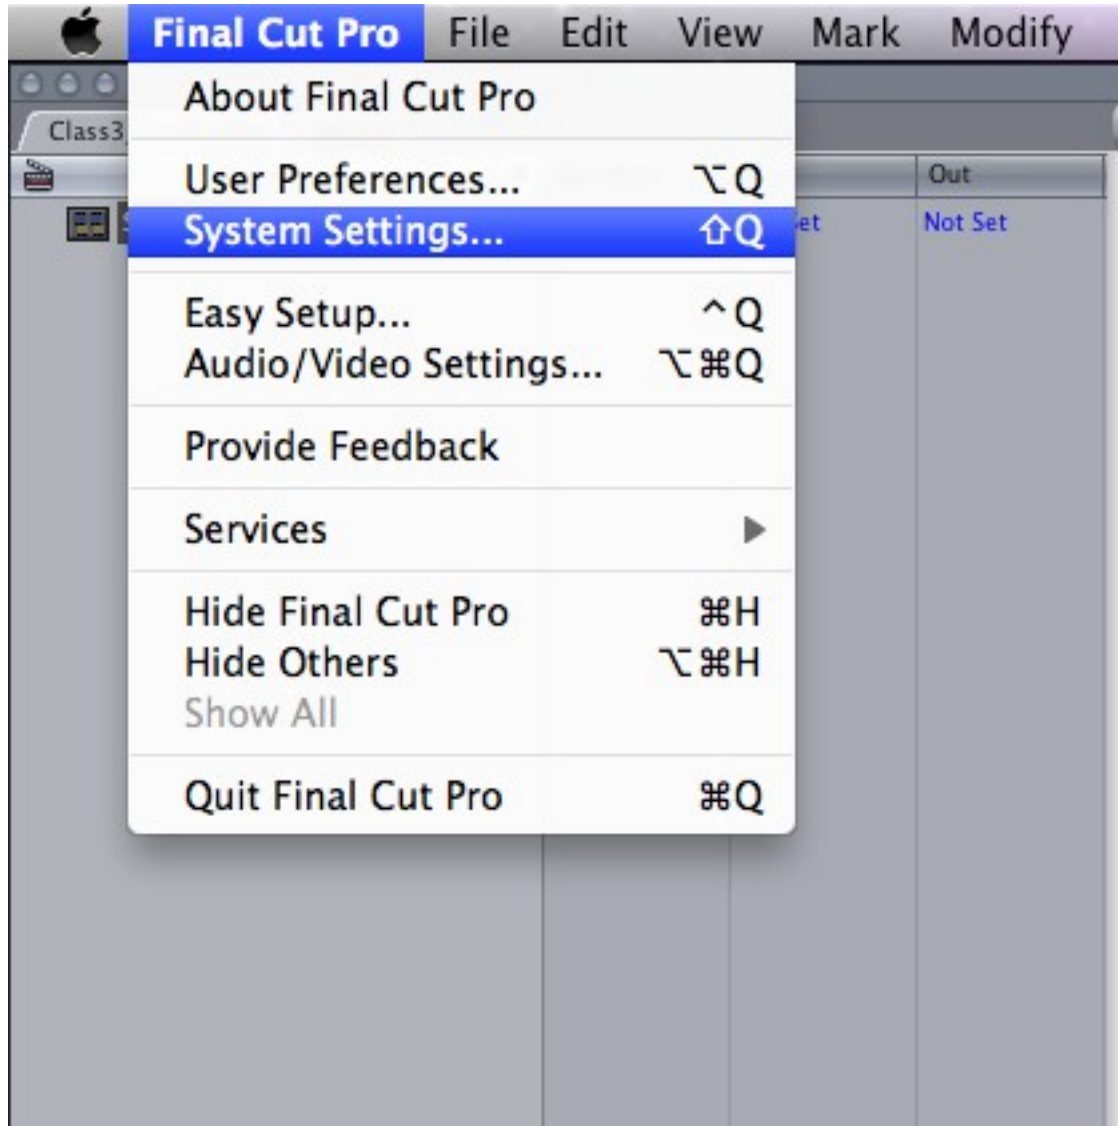 Final Cut Pro File Edit View Mark Modify
About Final Cut Pro
Class3
User Preferences... ⌥Q
Out
System Settings... ⇧Q
Not Set
Easy Setup... ^Q
Audio/Video Settings... ⌥⌘Q
Provide Feedback
Services ▶
Hide Final Cut Pro ⌘H
Hide Others ⌥⌘H
Show All
Quit Final Cut Pro ⌘Q